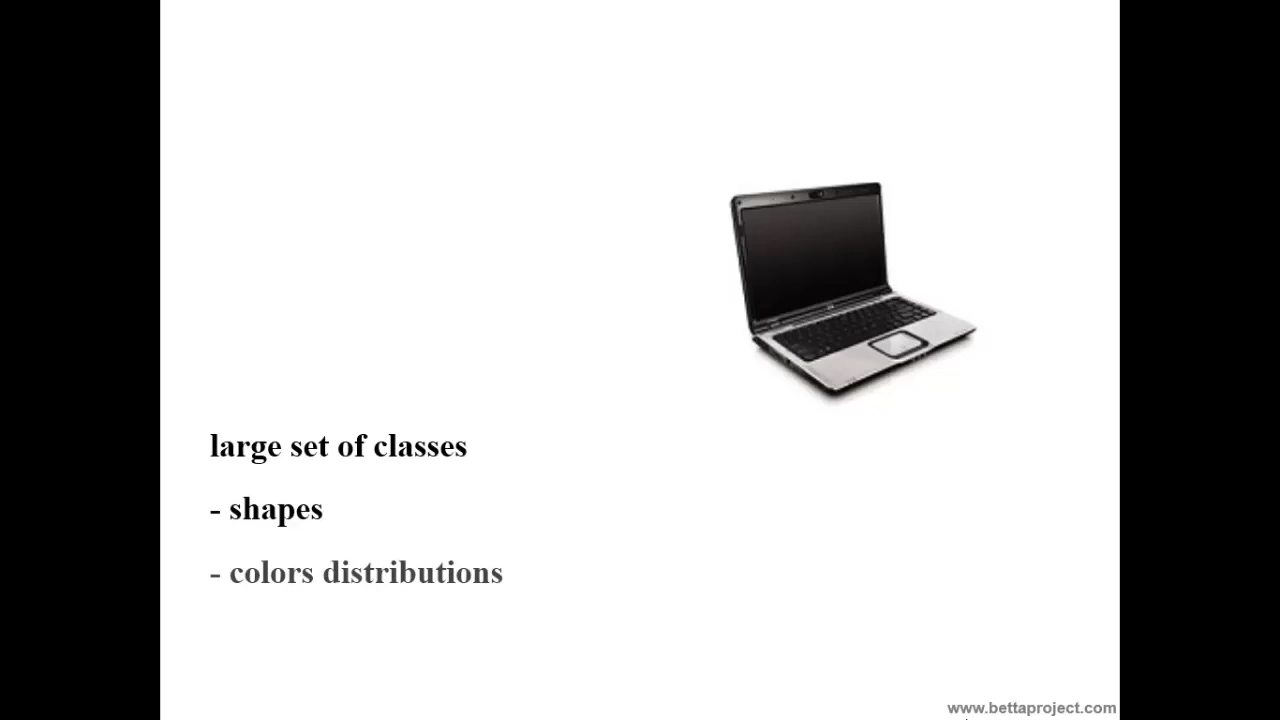 large set of classes
- shapes
- colors distributions
www.bettaproject.com